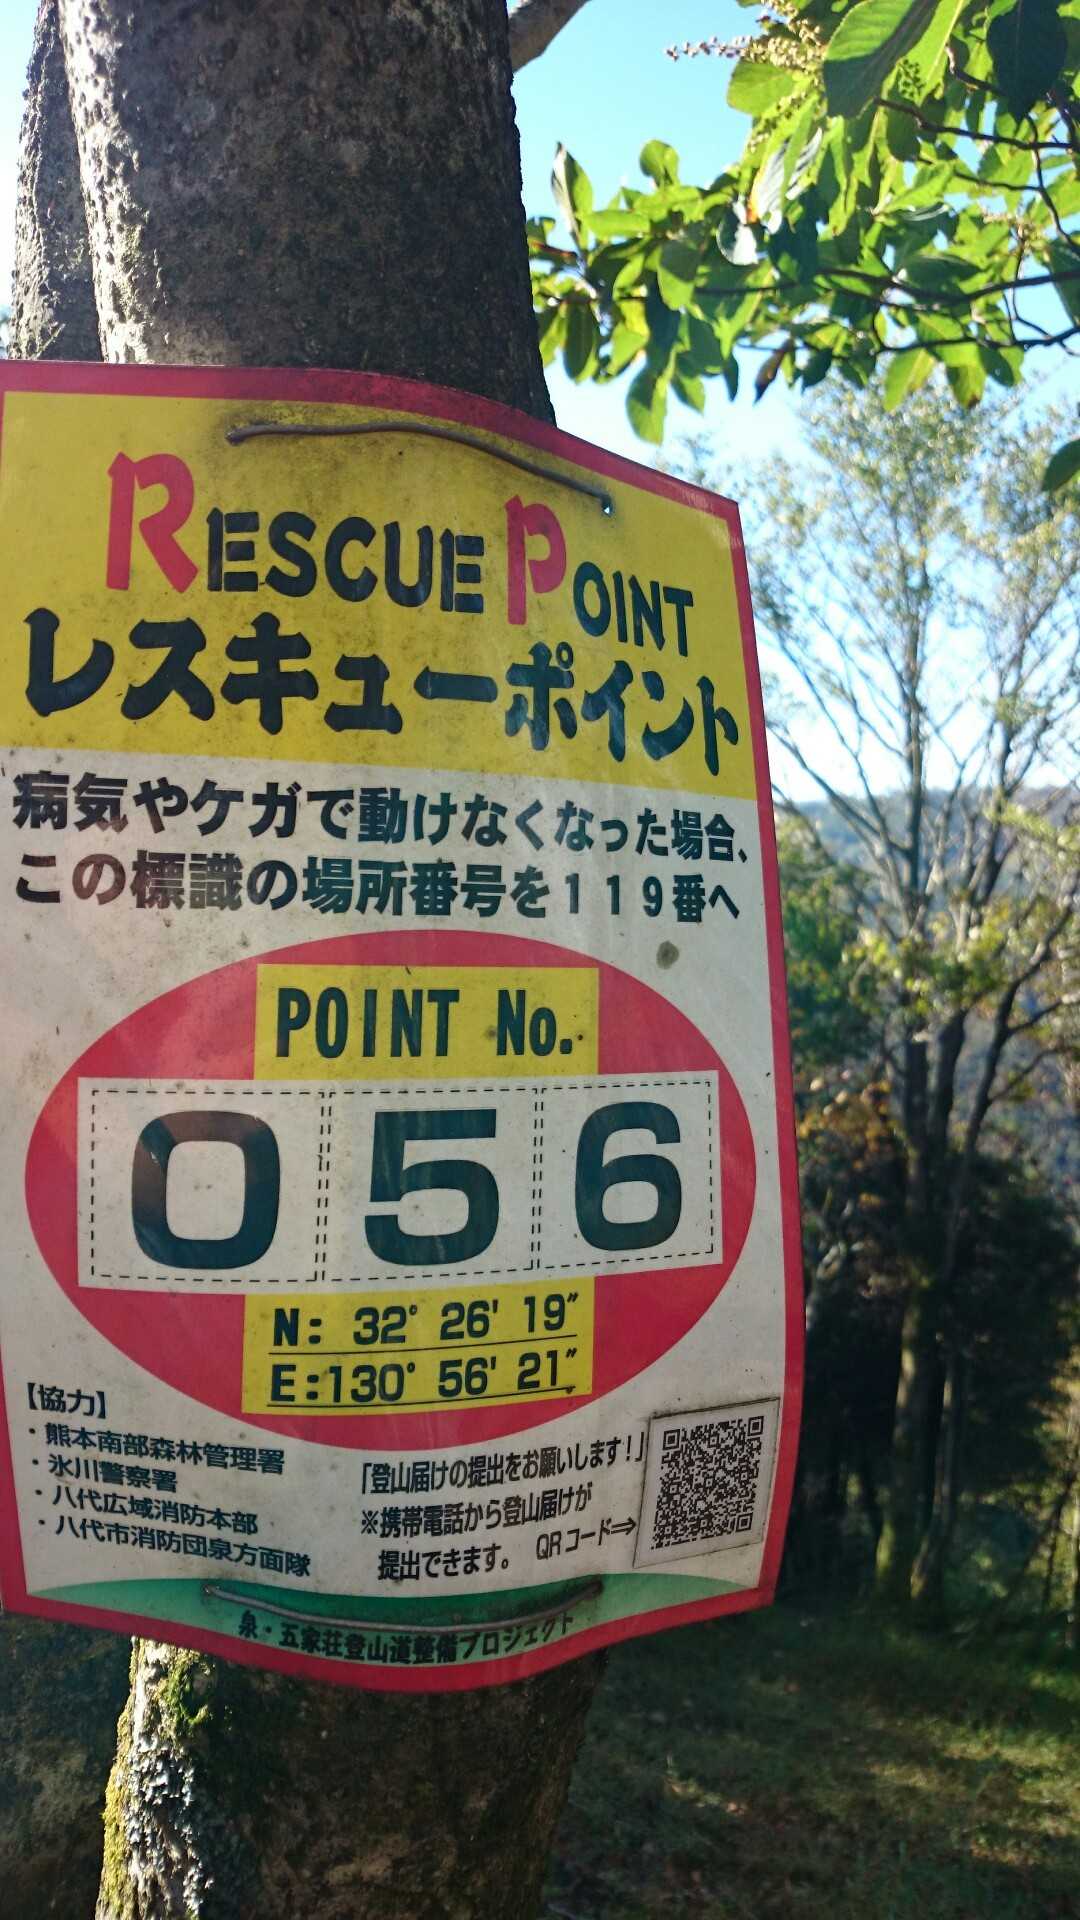 RESCUE POINT
レスキューポイント
病気やケガで動けなくなった場合、
この標識の場所番号を119番へ
POINT No.
056
N: 32° 26' 19"
E:130° 56' 21"
【協力】
・熊本南部森林管理署
・氷川警察署
・八代広域消防本部
・八代市消防団泉方面隊
「登山届けの提出をお願いします!」
※携帯電話から登山届けが
提出できます。 QRコード⇒
泉・五家荘登山道整備プロジェクト